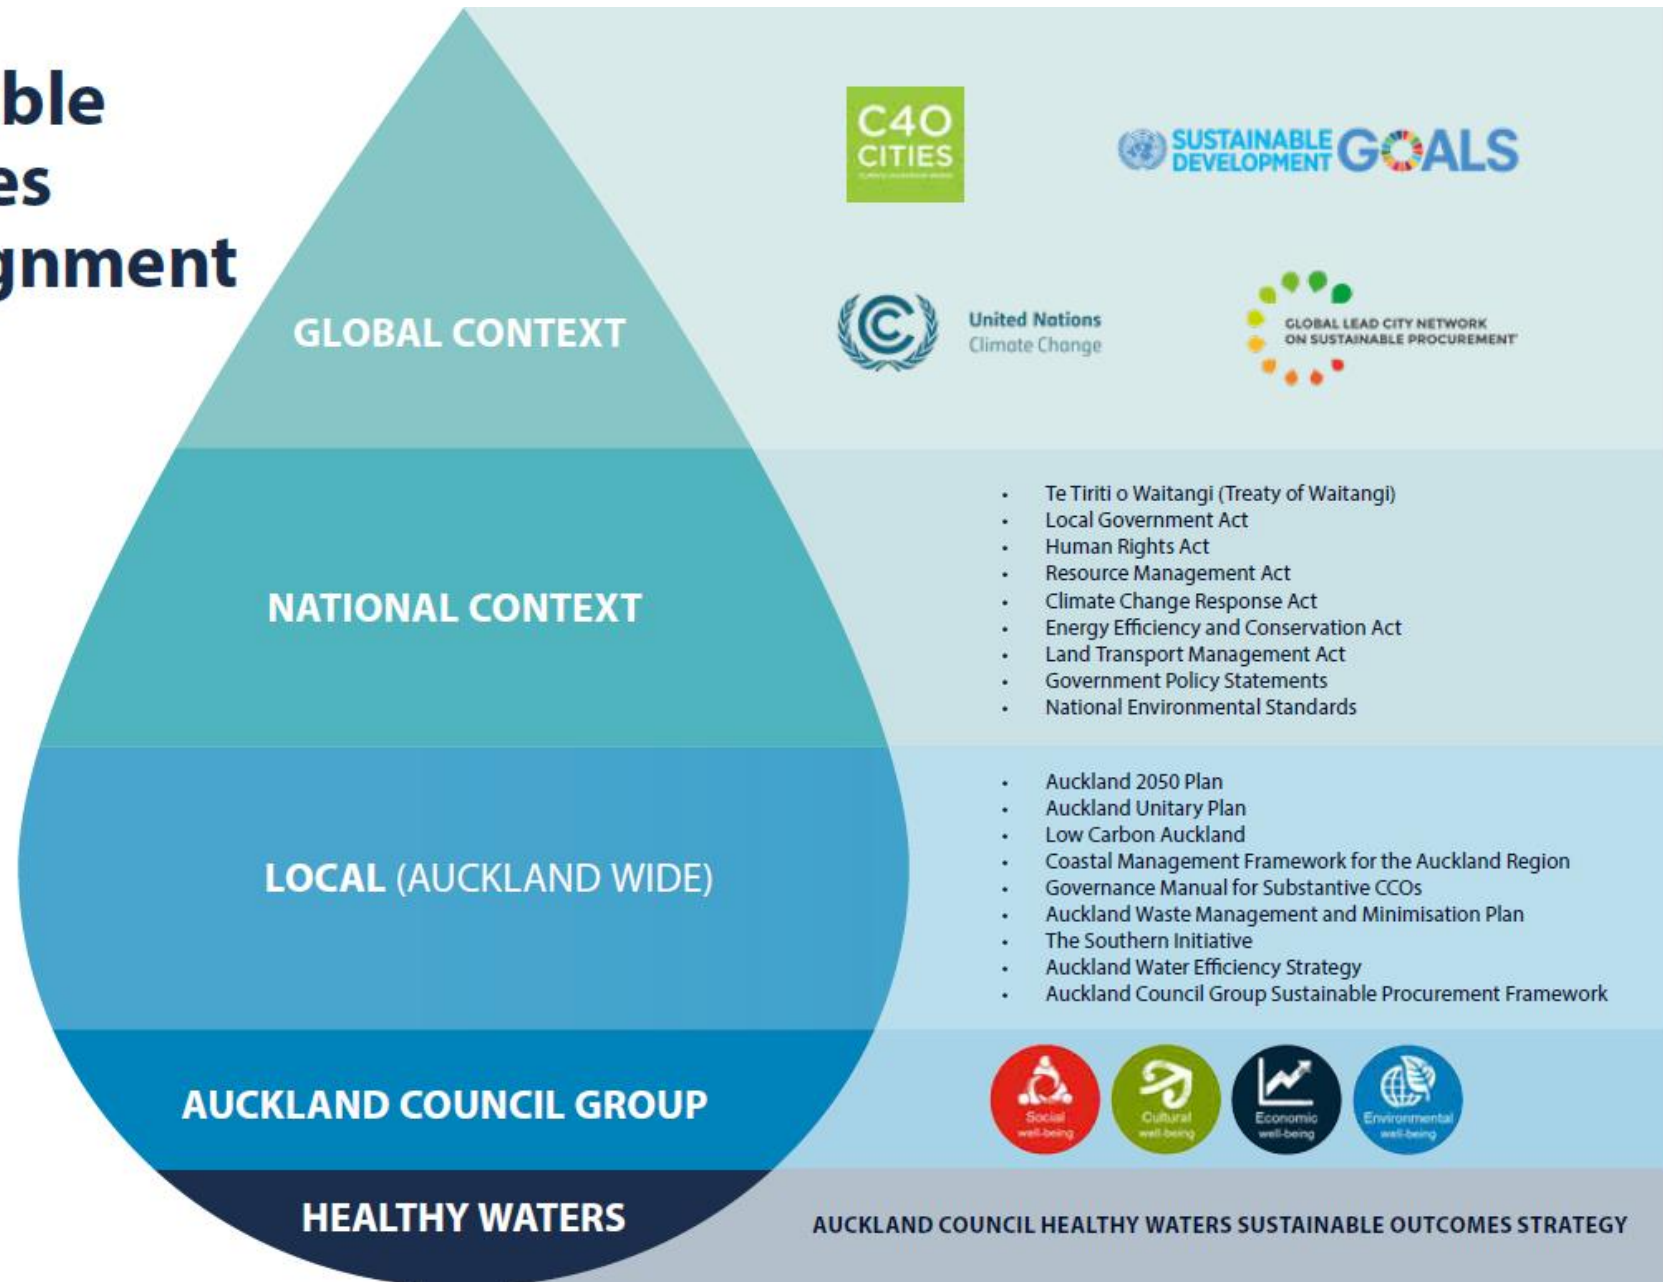 ble
es
gnment
C40
CITIES
SUSTAINABLE
DEVELOPMENT GOALS
United Nations
Climate Change
GLOBAL LEAD CITY NETWORK
ON SUSTAINABLE PROCUREMENT
GLOBAL CONTEXT
NATIONAL CONTEXT
• Te Tiriti o Waitangi (Treaty of Waitangi)
• Local Government Act
• Human Rights Act
• Resource Management Act
• Climate Change Response Act
• Energy Efficiency and Conservation Act
• Land Transport Management Act
• Government Policy Statements
• National Environmental Standards
LOCAL (AUCKLAND WIDE)
• Auckland 2050 Plan
• Auckland Unitary Plan
• Low Carbon Auckland
• Coastal Management Framework for the Auckland Region
• Governance Manual for Substantive CCOs
• Auckland Waste Management and Minimisation Plan
• The Southern Initiative
• Auckland Water Efficiency Strategy
• Auckland Council Group Sustainable Procurement Framework
AUCKLAND COUNCIL GROUP
Social
well-being
Cultural
well-being
Economic
well-being
Environmental
well-being
HEALTHY WATERS
AUCKLAND COUNCIL HEALTHY WATERS SUSTAINABLE OUTCOMES STRATEGY